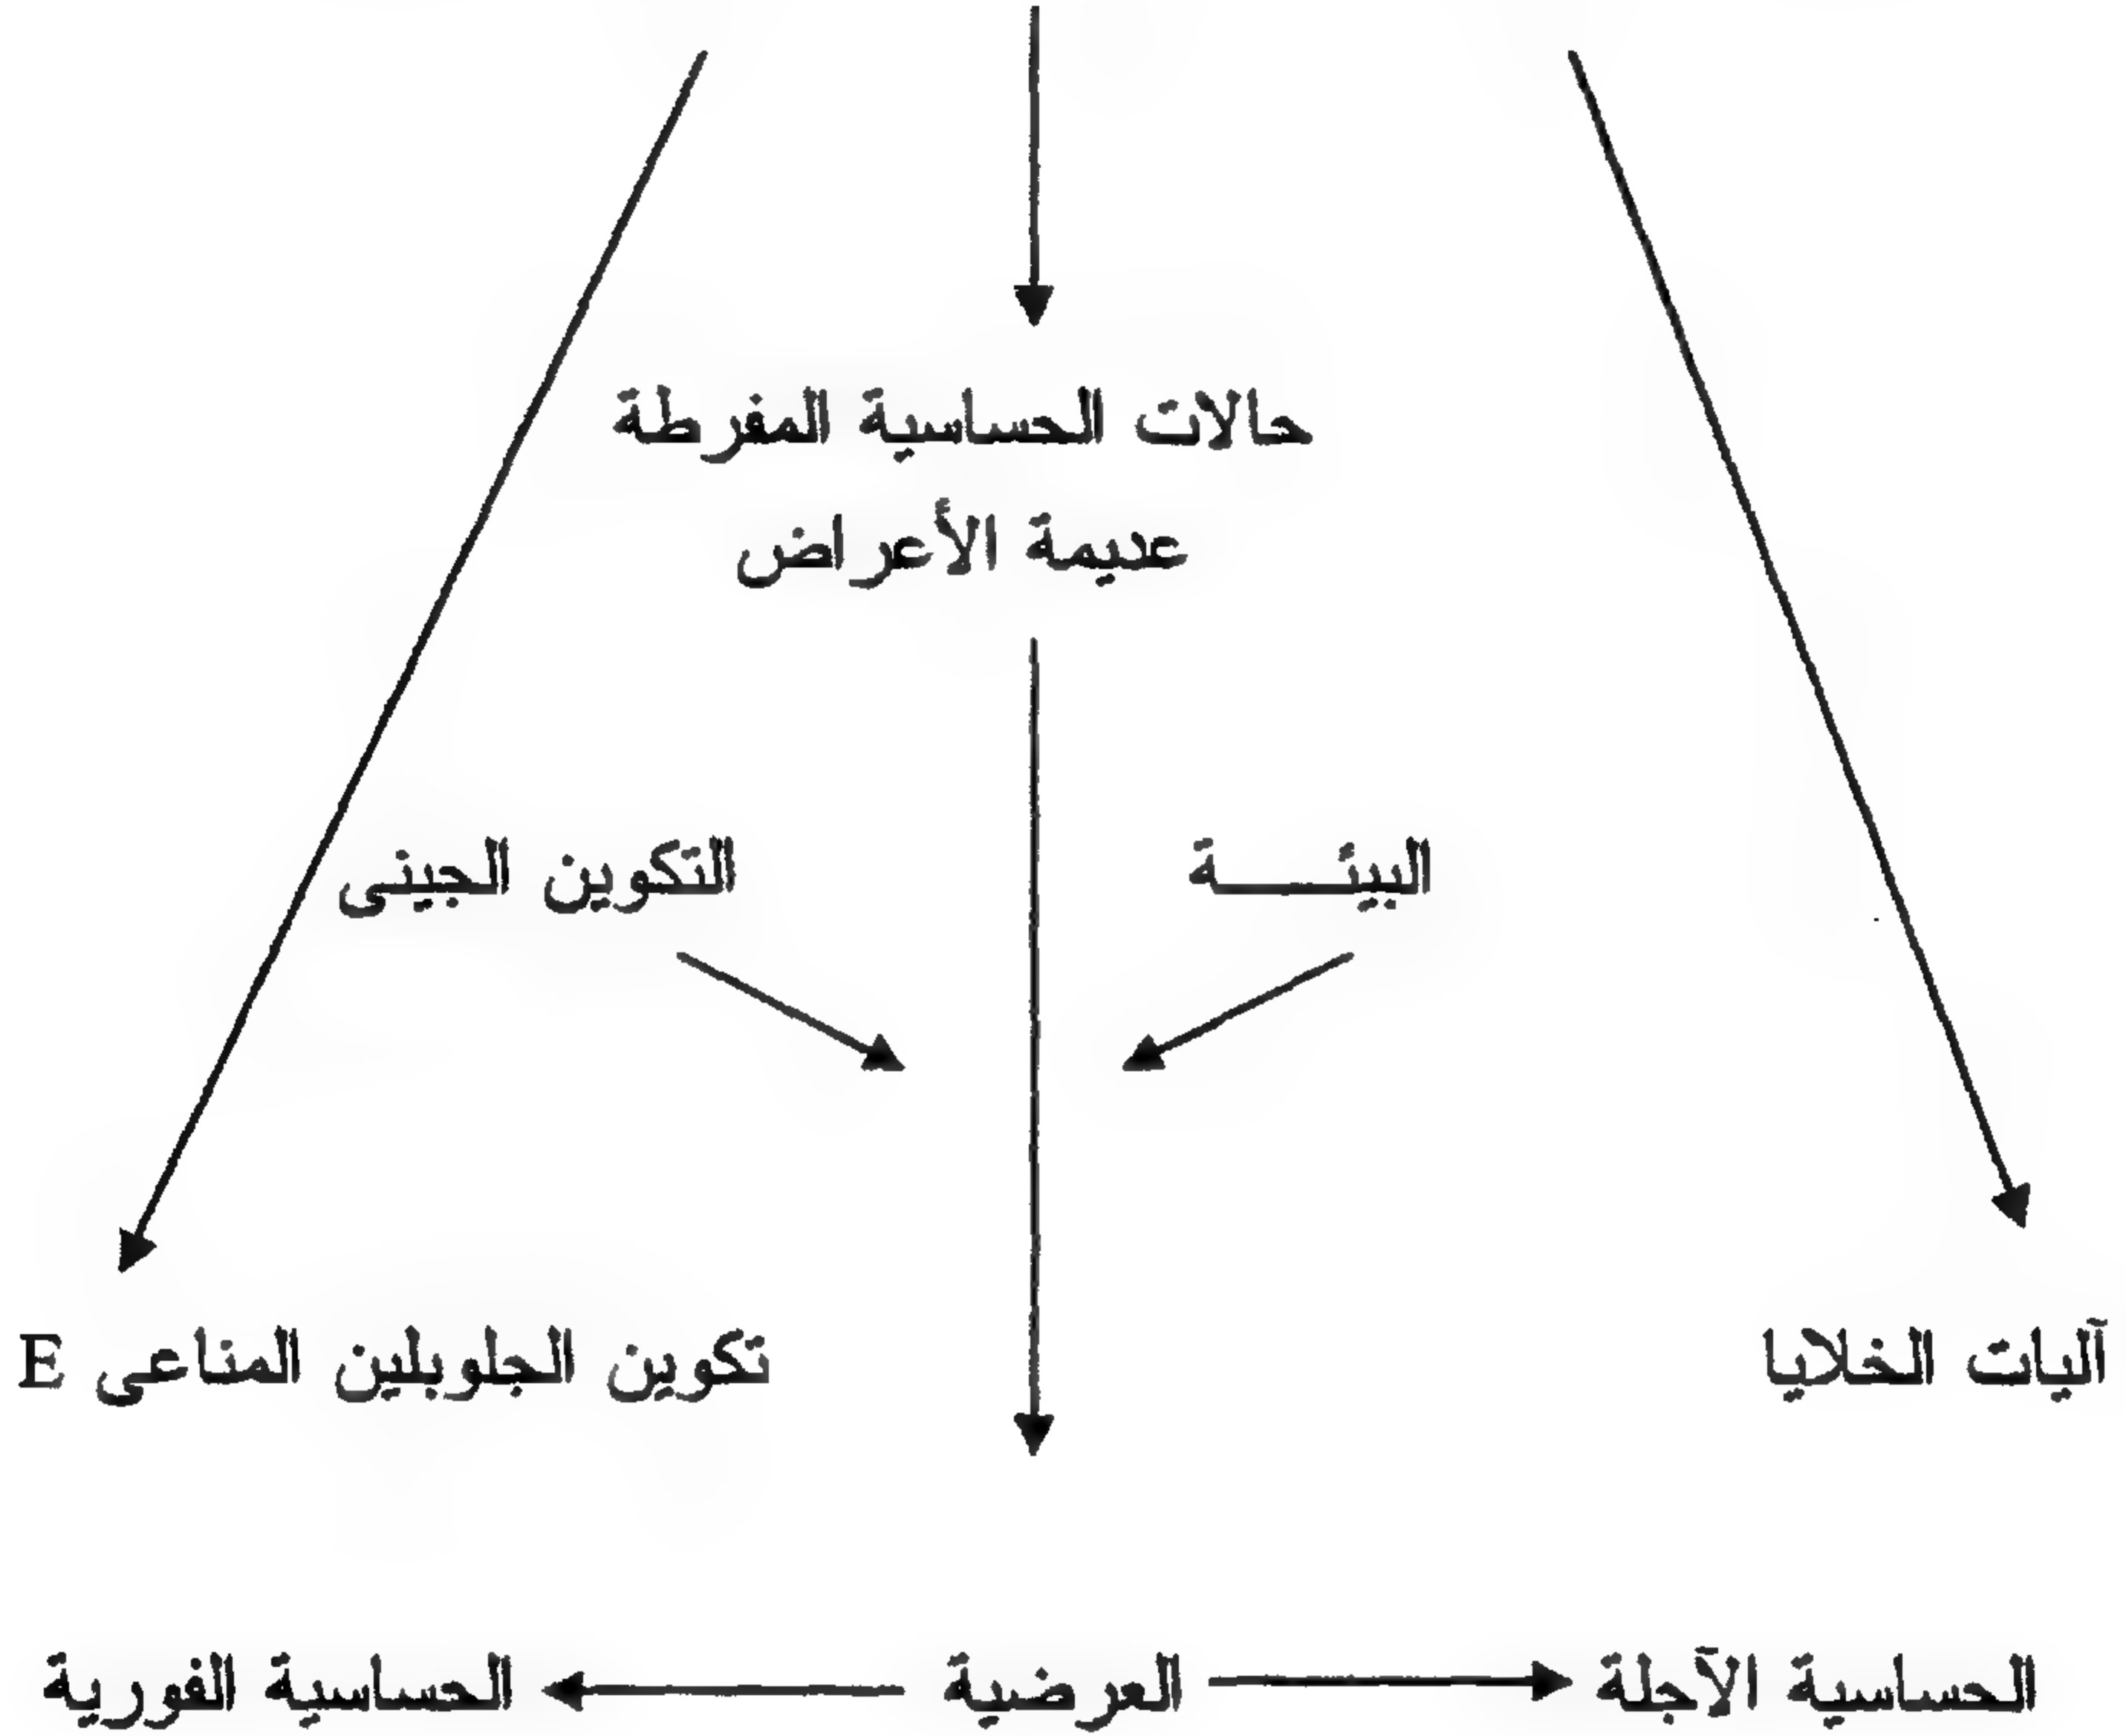 حالات الحساسية المفرطة
عديمة الأعراض
البيئـــــة
التكوين الجينى
آليات الخلايا
تكوين الجلوبلين المناعى E
الحساسية الآجلة
العرضية
الحساسية الفورية